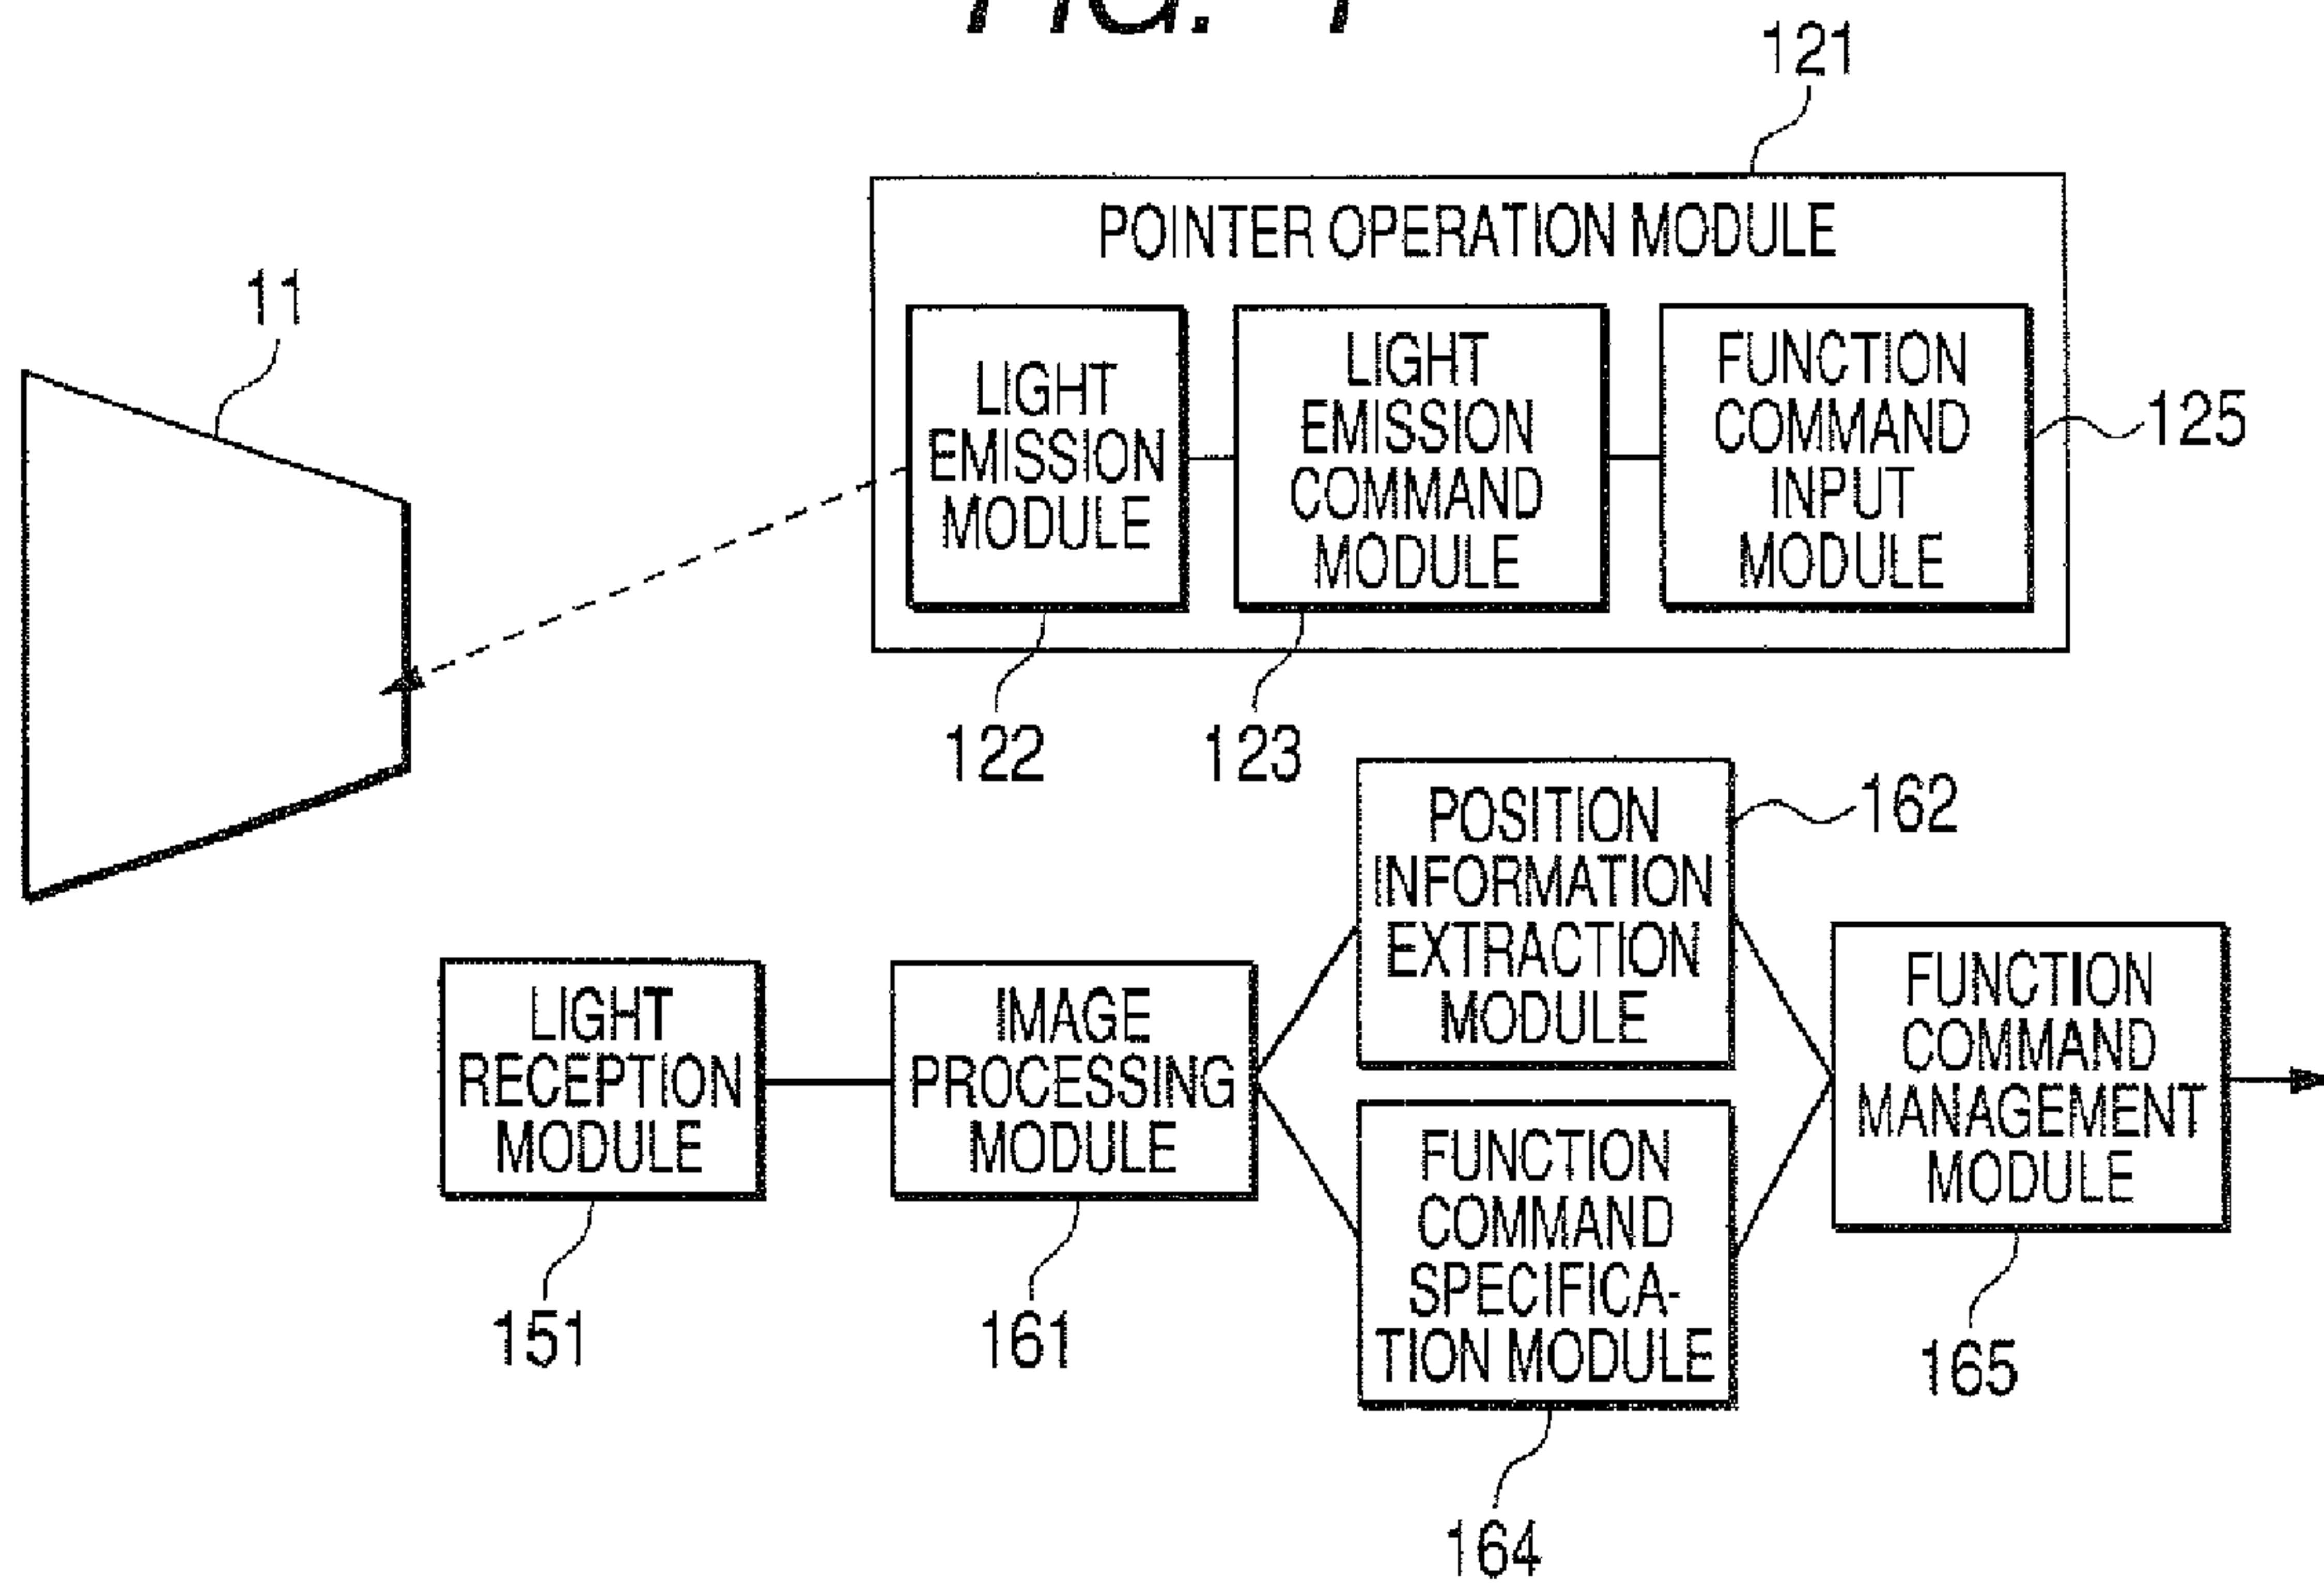 FIG. 1
121
POINTER OPERATION MODULE
11
LIGHT
EMISSION
MODULE
LIGHT
EMISSION
COMMAND
MODULE
FUNCTION
COMMAND
INPUT
MODULE
125
122
123
POSITION
INFORMATION
EXTRACTION
MODULE
162
LIGHT
RECEPTION
MODULE
IMAGE
PROCESSING
MODULE
FUNCTION
COMMAND
SPECIFICA-
TION MODULE
FUNCTION
COMMAND
MANAGEMENT
MODULE
151
161
165
164